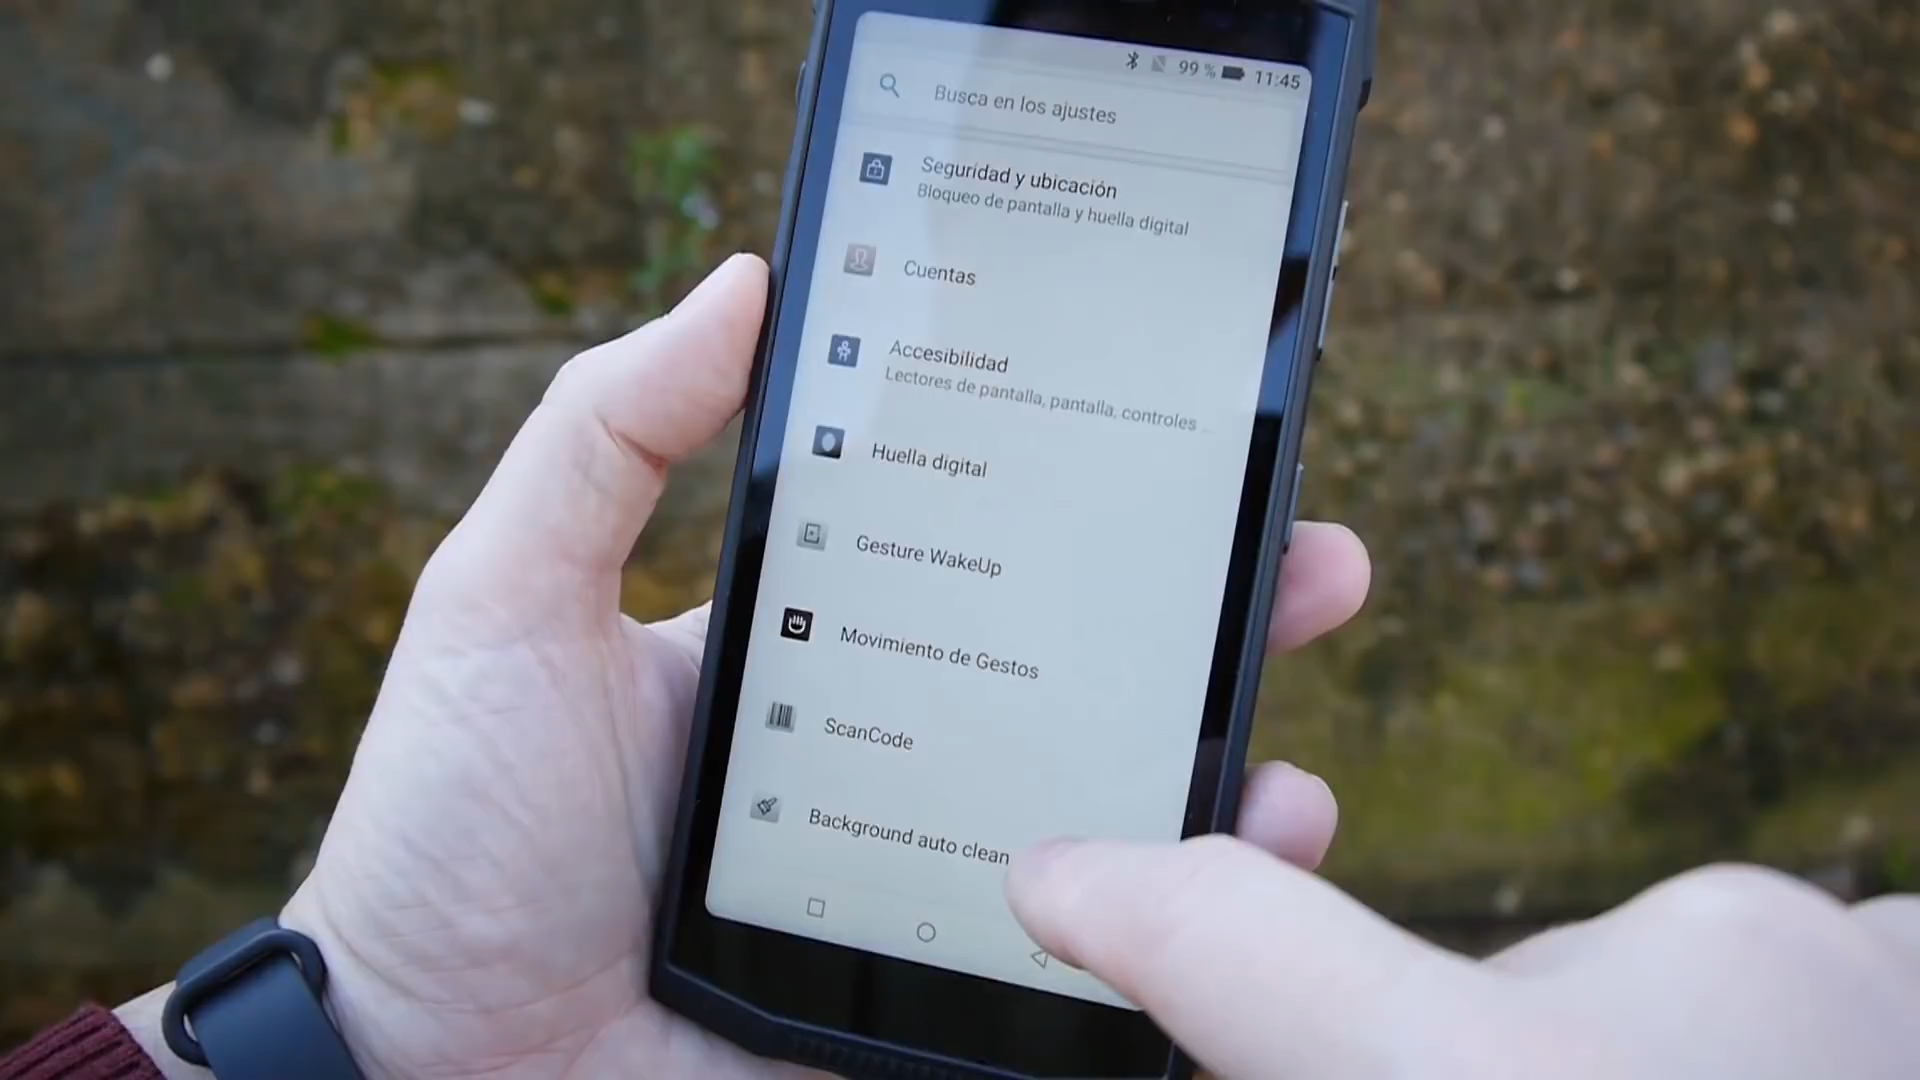 99 % 11:45
Busca en los ajustes
Seguridad y ubicación
Bloqueo de pantalla y huella digital
Cuentas
Accesibilidad
Lectores de pantalla, pantalla, controles ...
Huella digital
Gesture WakeUp
Movimiento de Gestos
ScanCode
Background auto clean